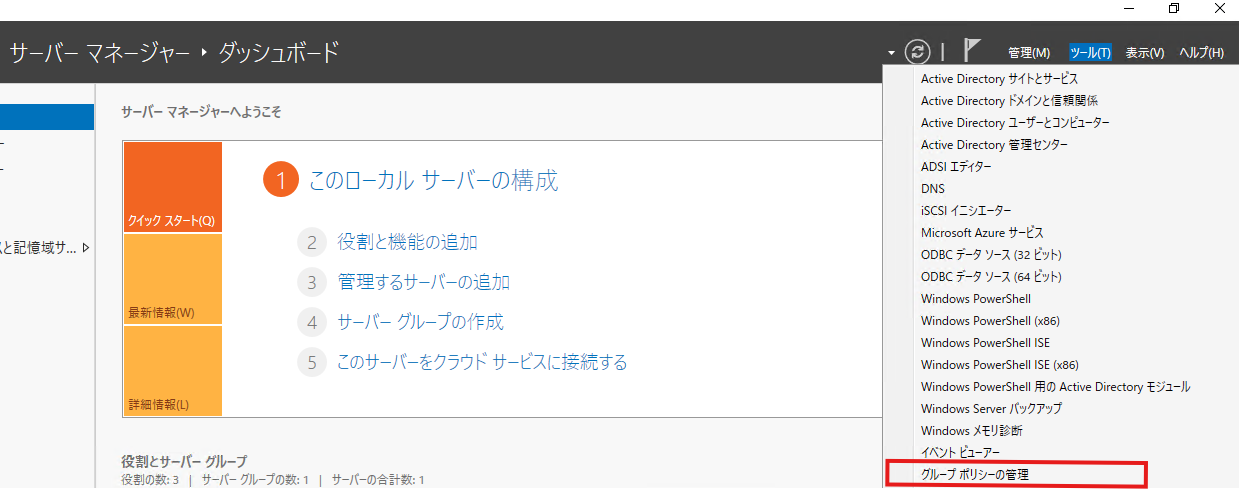 サーバー マネージャー ‣ ダッシュボード
管理(M) ツール(T) 表示(V) ヘルプ(H)
サーバー マネージャーへようこそ
クイック スタート(Q)
最新情報(W)
詳細情報(L)
1 このローカル サーバーの構成
2 役割と機能の追加
3 管理するサーバーの追加
4 サーバー グループの作成
5 このサーバーをクラウド サービスに接続する
と記憶域サ...
役割とサーバー グループ
役割の数: 3 | サーバー グループの数: 1 | サーバーの合計数: 1
Active Directory サイトとサービス
Active Directory ドメインと信頼関係
Active Directory ユーザーとコンピューター
Active Directory 管理センター
ADSI エディター
DNS
iSCSI イニシエーター
Microsoft Azure サービス
ODBC データ ソース (32 ビット)
ODBC データ ソース (64 ビット)
Windows PowerShell
Windows PowerShell (x86)
Windows PowerShell ISE
Windows PowerShell ISE (x86)
Windows PowerShell 用の Active Directory モジュール
Windows Server バックアップ
Windows メモリ診断
イベント ビューアー
グループ ポリシーの管理